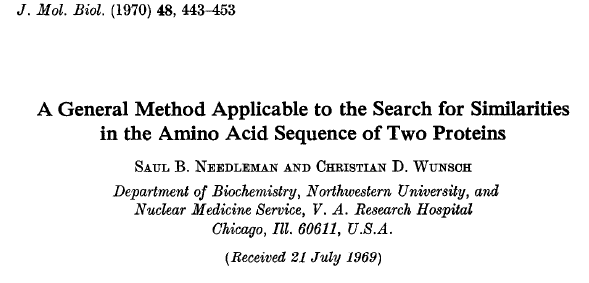 J. Mol. Biol. (1970) 48, 443–453
A General Method Applicable to the Search for Similarities
in the Amino Acid Sequence of Two Proteins
SAUL B. NEEDLEMAN AND CHRISTIAN D. WUNSCH
Department of Biochemistry, Northwestern University, and
Nuclear Medicine Service, V. A. Research Hospital
Chicago, Ill. 60611, U.S.A.
(Received 21 July 1969)